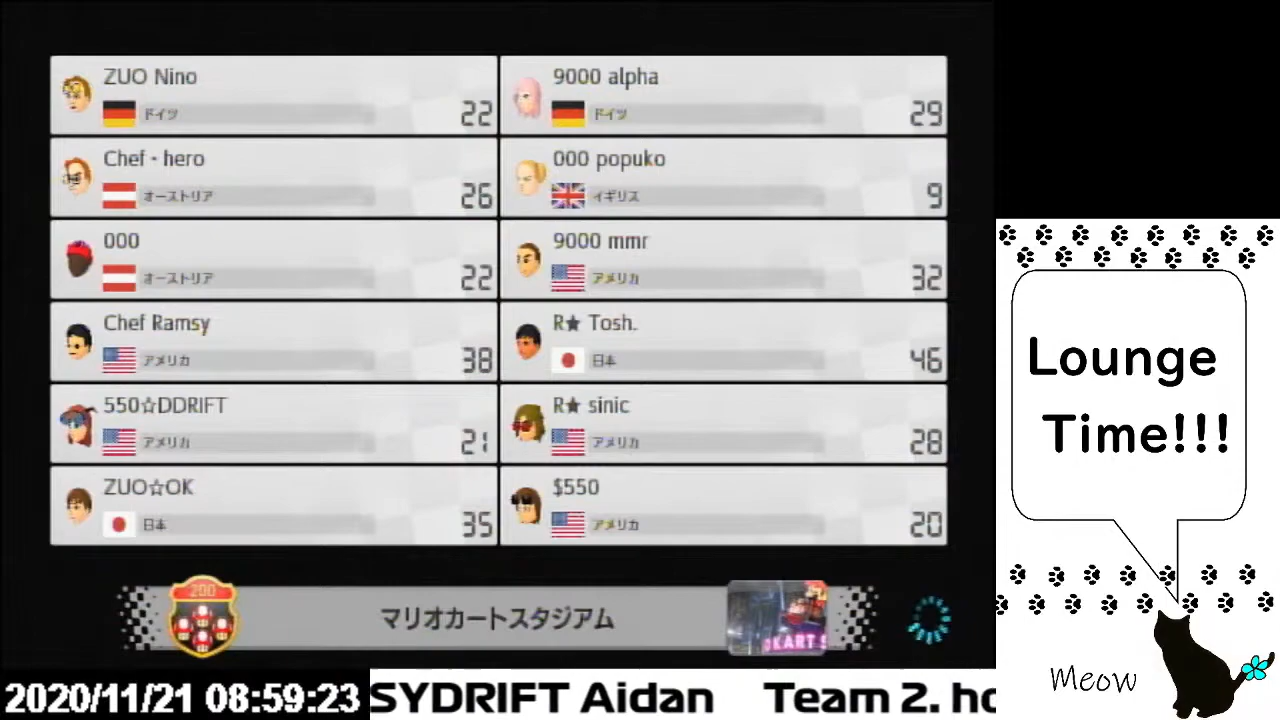 ZUO Nino
ドイツ
22
9000 alpha
ドイツ
29
Chef・hero
オーストリア
26
000 popuko
イギリス
9
000
オーストリア
22
9000 mmr
アメリカ
32
Chef Ramsy
アメリカ
38
R★ Tosh.
日本
46
550☆DDRIFT
アメリカ
21
R★ sinic
アメリカ
28
ZUO☆OK
日本
35
$550
アメリカ
20
200
マリオカートスタジアム
Lounge
Time!!!
Meow
2020/11/21 08:59:23
SYDRIFT Aidan Team 2. ho